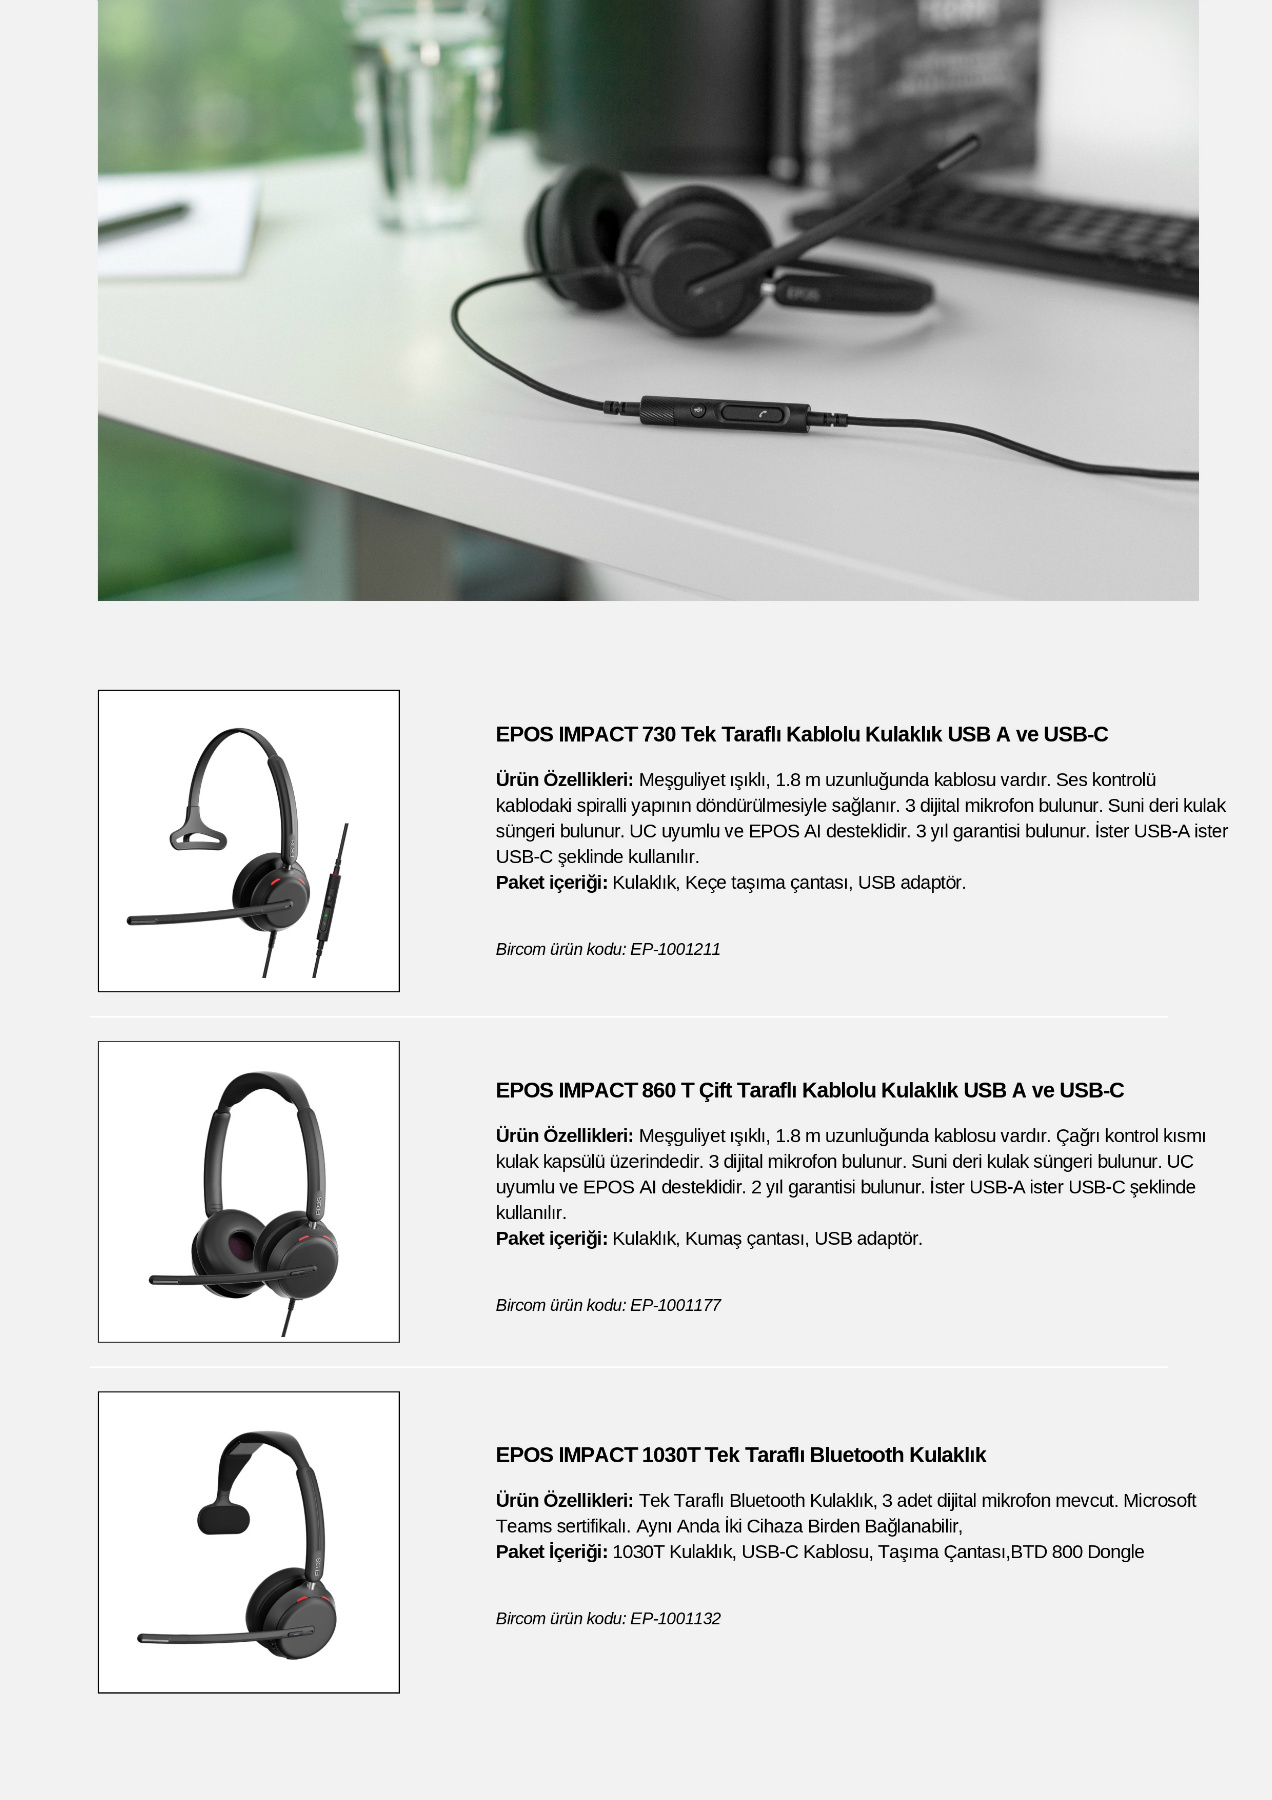 EPOS
EPOS IMPACT 730 Tek Taraflı Kablolu Kulaklık USB A ve USB-C
Ürün Özellikleri: Meşguliyet ışıklı, 1.8 m uzunluğunda kablosu vardır. Ses kontrolü
kablodaki spiralli yapının döndürülmesiyle sağlanır. 3 dijital mikrofon bulunur. Suni deri kulak
süngeri bulunur. UC uyumlu ve EPOS AI desteklidir. 3 yıl garantisi bulunur. İster USB-A ister
USB-C şeklinde kullanılır.
Paket içeriği: Kulaklık, Keçe taşıma çantası, USB adaptör.
Bircom ürün kodu: EP-1001211
EPOS
EPOS IMPACT 860 T Çift Taraflı Kablolu Kulaklık USB A ve USB-C
Ürün Özellikleri: Meşguliyet ışıklı, 1.8 m uzunluğunda kablosu vardır. Çağrı kontrol kısmı
kulak kapsülü üzerindedir. 3 dijital mikrofon bulunur. Suni deri kulak süngeri bulunur. UC
uyumlu ve EPOS AI desteklidir. 2 yıl garantisi bulunur. İster USB-A ister USB-C şeklinde
kullanılır.
Paket içeriği: Kulaklık, Kumaş çantası, USB adaptör.
Bircom ürün kodu: EP-1001177
EPOS
EPOS IMPACT 1030T Tek Taraflı Bluetooth Kulaklık
Ürün Özellikleri: Tek Taraflı Bluetooth Kulaklık, 3 adet dijital mikrofon mevcut. Microsoft
Teams sertifikalı. Aynı Anda İki Cihaza Birden Bağlanabilir,
Paket İçeriği: 1030T Kulaklık, USB-C Kablosu, Taşıma Çantası,BTD 800 Dongle
Bircom ürün kodu: EP-1001132
EPOS